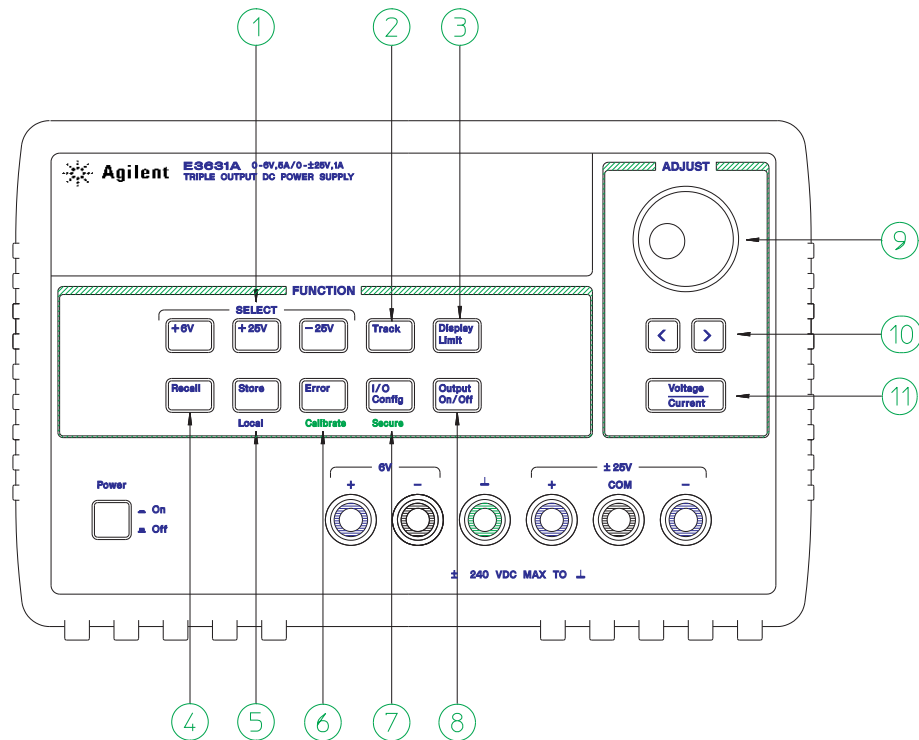 1 2 3
Agilent E3631A 0-6V,5A/0-±25V,1A
TRIPLE OUTPUT DC POWER SUPPLY
ADJUST
9
FUNCTION
SELECT
+6V +25V -25V Track Display
Limit
< > 10
Recall Store Error I/O
Config Output
On/Off
Voltage
Current 11
Local Calibrate Secure
6V ±25V
Power + - ⊥ + COM -
On
Off
± 240 VDC MAX TO ⊥
4 5 6 7 8